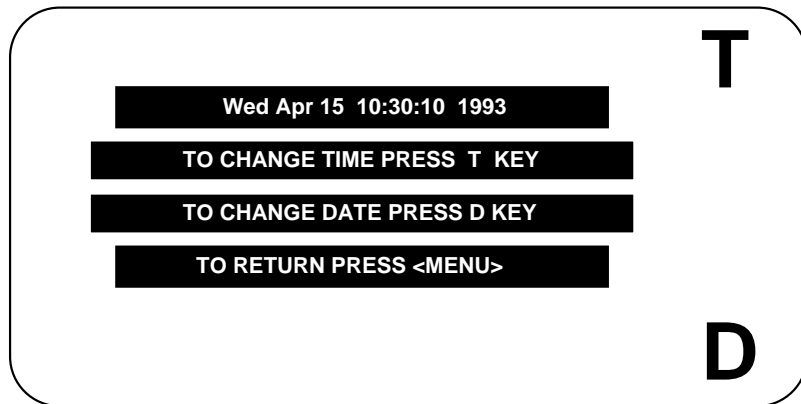 T
Wed Apr 15  10:30:10  1993
TO CHANGE TIME PRESS  T  KEY
TO CHANGE DATE PRESS D KEY
TO RETURN PRESS <MENU>
D